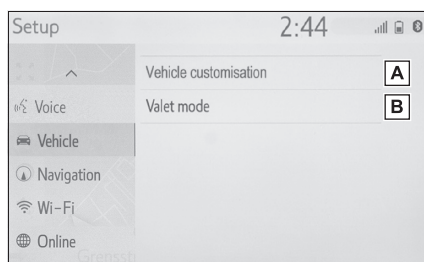 Setup
2:44
Vehicle customisation
A
Valet mode
B
Voice
Vehicle
Navigation
Wi-Fi
Online